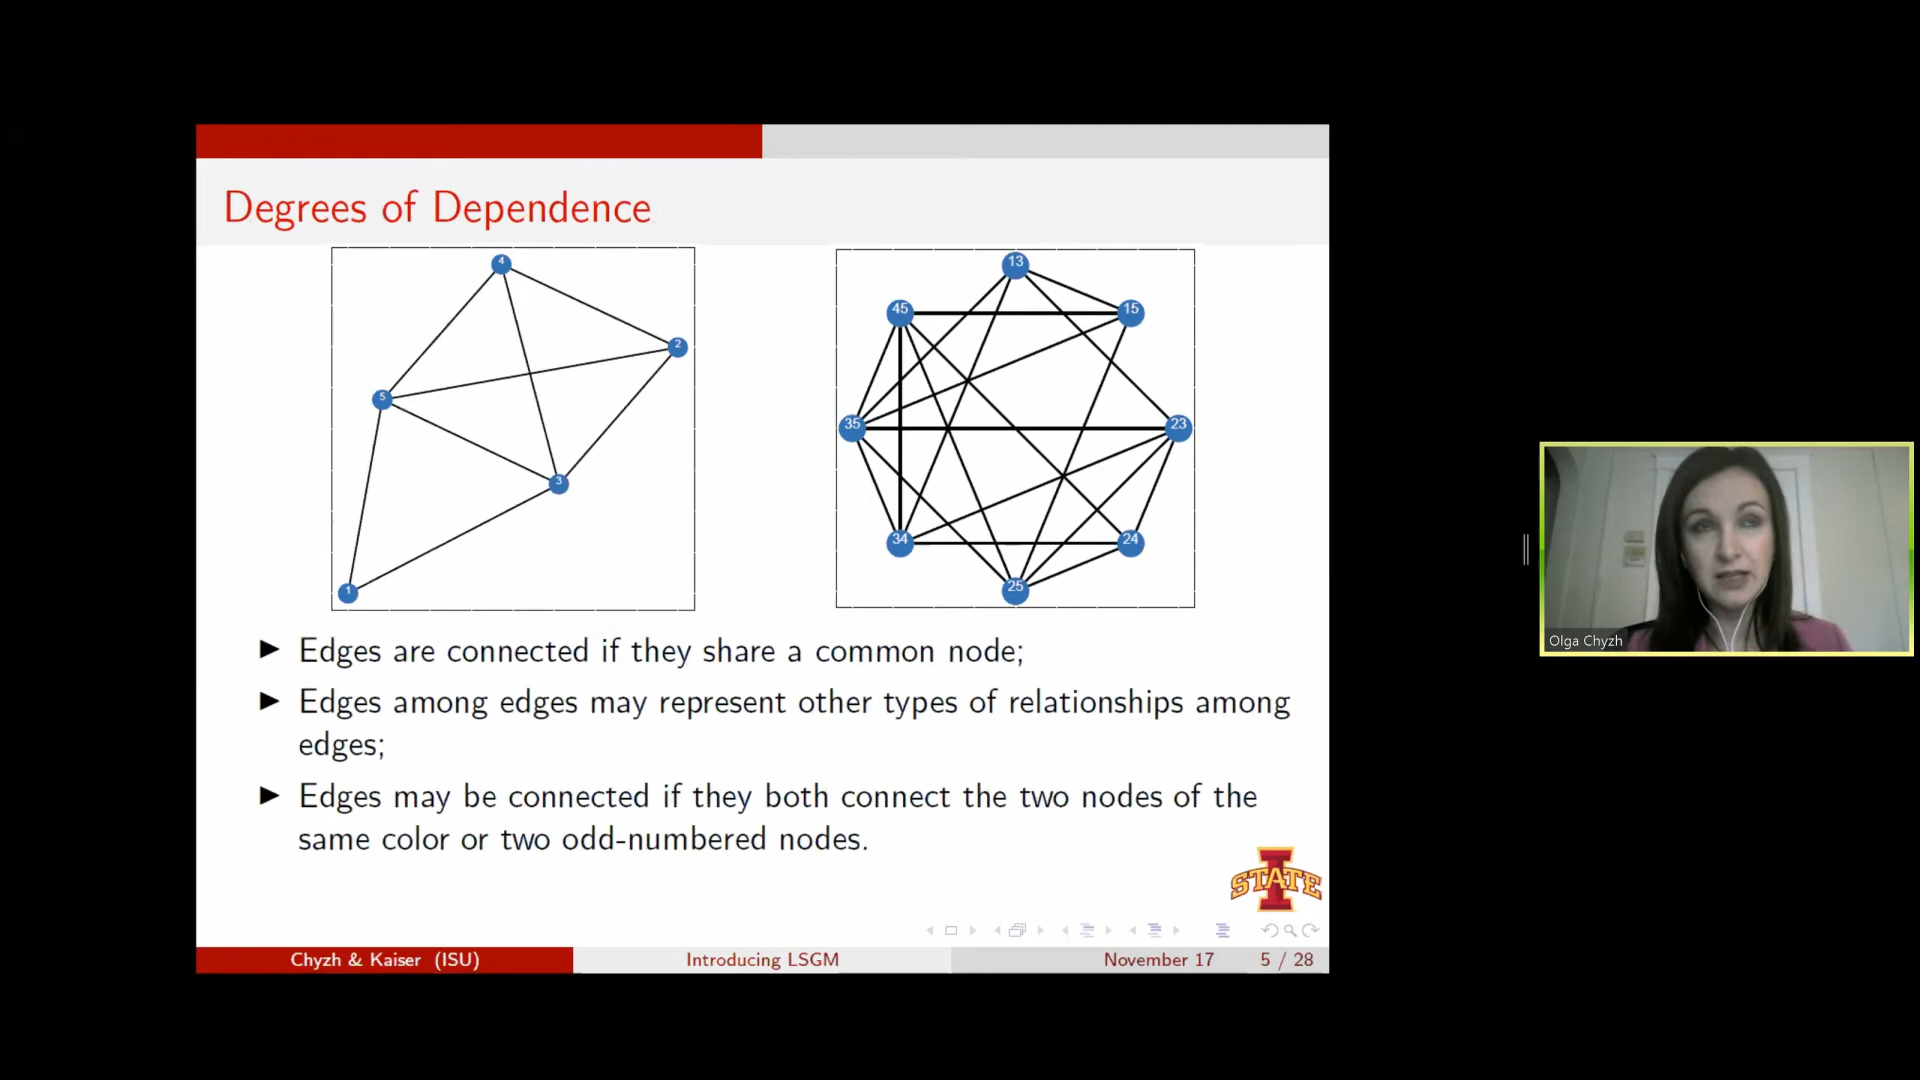 Degrees of Dependence
4
2
5
3
1
13
45
15
35
23
34
24
25
Edges are connected if they share a common node;
Edges among edges may represent other types of relationships among
edges;
Edges may be connected if they both connect the two nodes of the
same color or two odd-numbered nodes.
STATE
Chyzh & Kaiser (ISU)
Introducing LSGM
November 17
5 / 28
Olga Chyzh